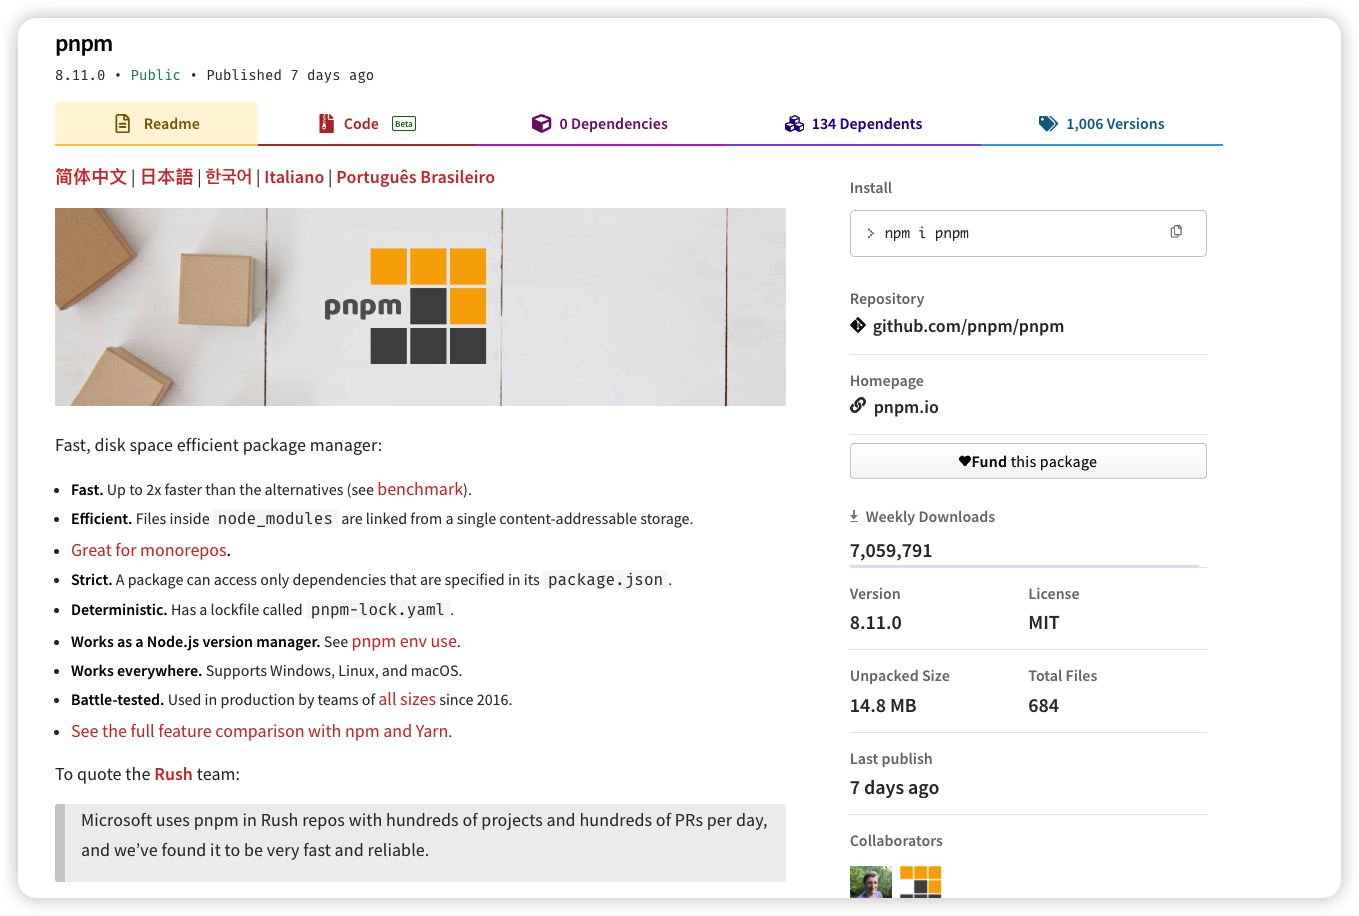 pnpm
8.11.0 • Public • Published 7 days ago
Readme
Code Beta
0 Dependencies
134 Dependents
1,006 Versions
简体中文 | 日本語 | 한국어 | Italiano | Português Brasileiro
pnpm
Fast, disk space efficient package manager:
• Fast. Up to 2x faster than the alternatives (see benchmark).
• Efficient. Files inside node_modules are linked from a single content-addressable storage.
• Great for monorepos.
• Strict. A package can access only dependencies that are specified in its package.json.
• Deterministic. Has a lockfile called pnpm-lock.yaml.
• Works as a Node.js version manager. See pnpm env use.
• Works everywhere. Supports Windows, Linux, and macOS.
• Battle-tested. Used in production by teams of all sizes since 2016.
• See the full feature comparison with npm and Yarn.
To quote the Rush team:
Microsoft uses pnpm in Rush repos with hundreds of projects and hundreds of PRs per day,
and we’ve found it to be very fast and reliable.
Install
> npm i pnpm
Repository
github.com/pnpm/pnpm
Homepage
pnpm.io
Fund this package
Weekly Downloads
7,059,791
Version
8.11.0
License
MIT
Unpacked Size
14.8 MB
Total Files
684
Last publish
7 days ago
Collaborators